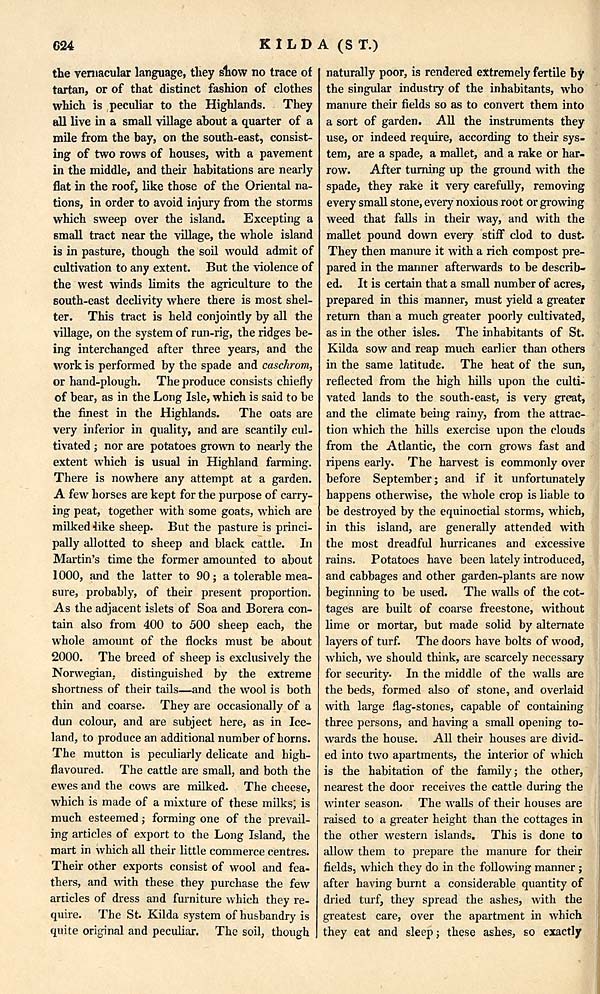 624
KILDA (ST.)
the vernacular language, they show no trace of
tartan, or of that distinct fashion of clothes
which is peculiar to the Highlands. They
all live in a small village about a quarter of a
mile from the bay, on the south-east, consist-
ing of two rows of houses, with a pavement
in the middle, and their habitations are nearly
flat in the roof, like those of the Oriental na-
tions, in order to avoid injury from the storms
which sweep over the island. Excepting a
small tract near the village, the whole island
is in pasture, though the soil would admit of
cultivation to any extent. But the violence of
the west winds limits the agriculture to the
south-east declivity where there is most shel-
ter. This tract is held conjointly by all the
village, on the system of run-rig, the ridges be-
ing interchanged after three years, and the
work is performed by the spade and caschrom,
or hand-plough. The produce consists chiefly
of bear, as in the Long Isle, which is said to be
the finest in the Highlands. The oats are
very inferior in quality, and are scantily cul-
tivated; nor are potatoes grown to nearly the
extent which is usual in Highland farming.
There is nowhere any attempt at a garden.
A few horses are kept for the purpose of carry-
ing peat, together with some goats, which are
milked like sheep. But the pasture is princi-
pally allotted to sheep and black cattle. In
Martin's time the former amounted to about
1000, and the latter to 90; a tolerable mea-
sure, probably, of their present proportion.
As the adjacent islets of Soa and Borera con-
tain also from 400 to 500 sheep each, the
whole amount of the flocks must be about
2000. The breed of sheep is exclusively the
Norwegian, distinguished by the extreme
shortness of their tails—and the wool is both
thin and coarse. They are occasionally of a
dun colour, and are subject here, as in Ice-
land, to produce an additional number of horns.
The mutton is peculiarly delicate and high-
flavoured. The cattle are small, and both the
ewes and the cows are milked. The cheese,
which is made of a mixture of these milks, is
much esteemed; forming one of the prevail-
ing articles of export to the Long Island, the
mart in which all their little commerce centres.
Their other exports consist of wool and fea-
thers, and with these they purchase the few
articles of dress and furniture which they re-
quire. The St. Kilda system of husbandry is
quite original and peculiar. The soil, though
naturally poor, is rendered extremely fertile by
the singular industry of the inhabitants, who
manure their fields so as to convert them into
a sort of garden. All the instruments they
use, or indeed require, according to their sys-
tem, are a spade, a mallet, and a rake or har-
row. After turning up the ground with the
spade, they rake it very carefully, removing
every small stone, every noxious root or growing
weed that falls in their way, and with the
mallet pound down every stiff clod to dust.
They then manure it with a rich compost pre-
pared in the manner afterwards to be describ-
ed. It is certain that a small number of acres,
prepared in this manner, must yield a greater
return than a much greater poorly cultivated,
as in the other isles. The inhabitants of St.
Kilda sow and reap much earlier than others
in the same latitude. The heat of the sun,
reflected from the high hills upon the culti-
vated lands to the south-east, is very great,
and the climate being rainy, from the attrac-
tion which the hills exercise upon the clouds
from the Atlantic, the corn grows fast and
ripens early. The harvest is commonly over
before September; and if it unfortunately
happens otherwise, the whole crop is liable to
be destroyed by the equinoctial storms, which,
in this island, are generally attended with
the most dreadful hurricanes and excessive
rains. Potatoes have been lately introduced,
and cabbages and other garden-plants are now
beginning to be used. The walls of the cot-
tages are built of coarse freestone, without
lime or mortar, but made solid by alternate
layers of turf. The doors have bolts of wood,
which, we should think, are scarcely necessary
for security. In the middle of the walls are
the beds, formed also of stone, and overlaid
with large flag-stones, capable of containing
three persons, and having a small opening to-
wards the house. All their houses are divid-
ed into two apartments, the interior of which
is the habitation of the family; the other,
nearest the door receives the cattle during the
winter season. The walls of their houses are
raised to a greater height than the cottages in
the other western islands. This is done to
allow them to prepare the manure for their
fields, which they do in the following manner;
after having burnt a considerable quantity of
dried turf, they spread the ashes, with the
greatest care, over the apartment in which
they eat and sleep; these ashes, so exactly